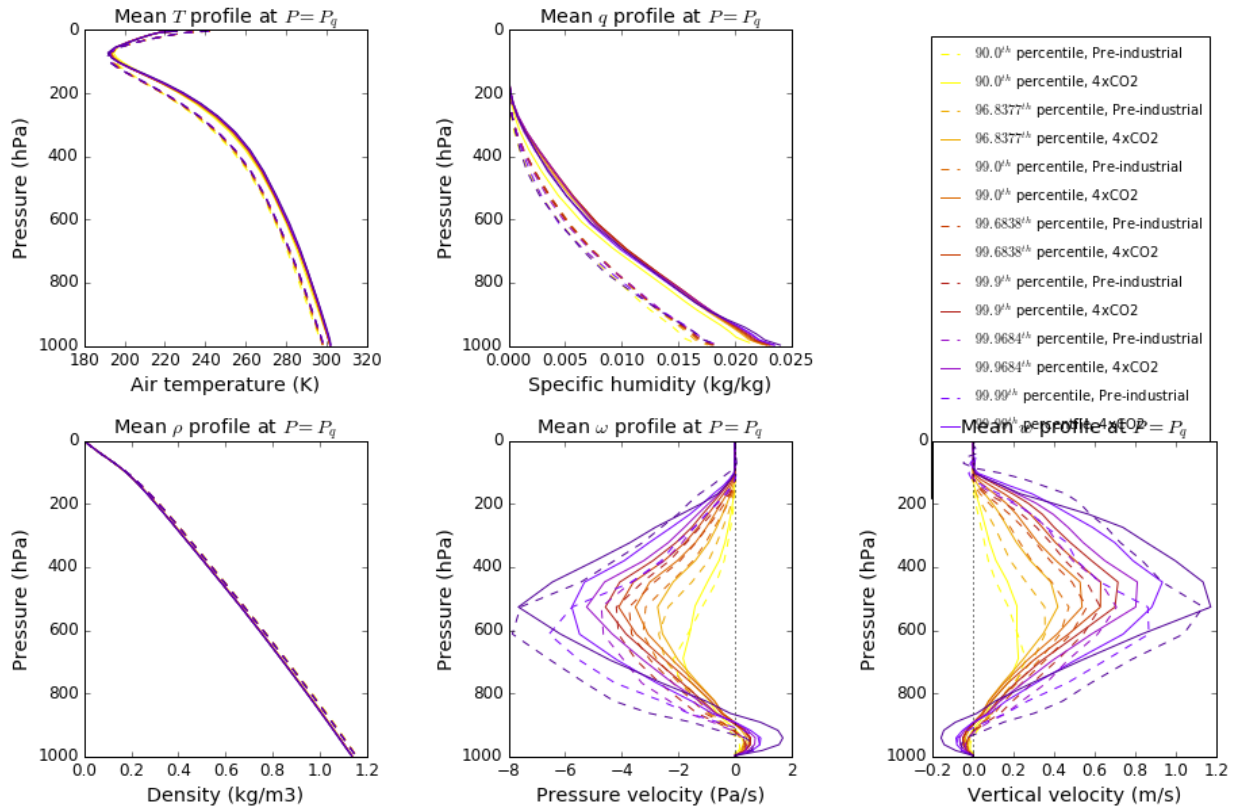 Mean T profile at P = P_q
0
200
400
600
800
1000
Pressure (hPa)
180 200 220 240 260 280 300 320
Air temperature (K)
Mean q profile at P = P_q
0
200
400
600
800
1000
Pressure (hPa)
0.000 0.005 0.010 0.015 0.020 0.025
Specific humidity (kg/kg)
90.0th percentile, Pre-industrial
90.0th percentile, 4xCO2
96.8377th percentile, Pre-industrial
96.8377th percentile, 4xCO2
99.0th percentile, Pre-industrial
99.0th percentile, 4xCO2
99.6838th percentile, Pre-industrial
99.6838th percentile, 4xCO2
99.9th percentile, Pre-industrial
99.9th percentile, 4xCO2
99.9684th percentile, Pre-industrial
99.9684th percentile, 4xCO2
99.99th percentile, Pre-industrial
99.99th percentile, 4xCO2
Mean ρ profile at P = P_q
0
200
400
600
800
1000
Pressure (hPa)
0.0 0.2 0.4 0.6 0.8 1.0 1.2
Density (kg/m3)
Mean ω profile at P = P_q
0
200
400
600
800
1000
Pressure (hPa)
−8 −6 −4 −2 0 2
Pressure velocity (Pa/s)
Mean profile at P = P_q
0
200
400
600
800
1000
Pressure (hPa)
−0.2 0.0 0.2 0.4 0.6 0.8 1.0 1.2
Vertical velocity (m/s)